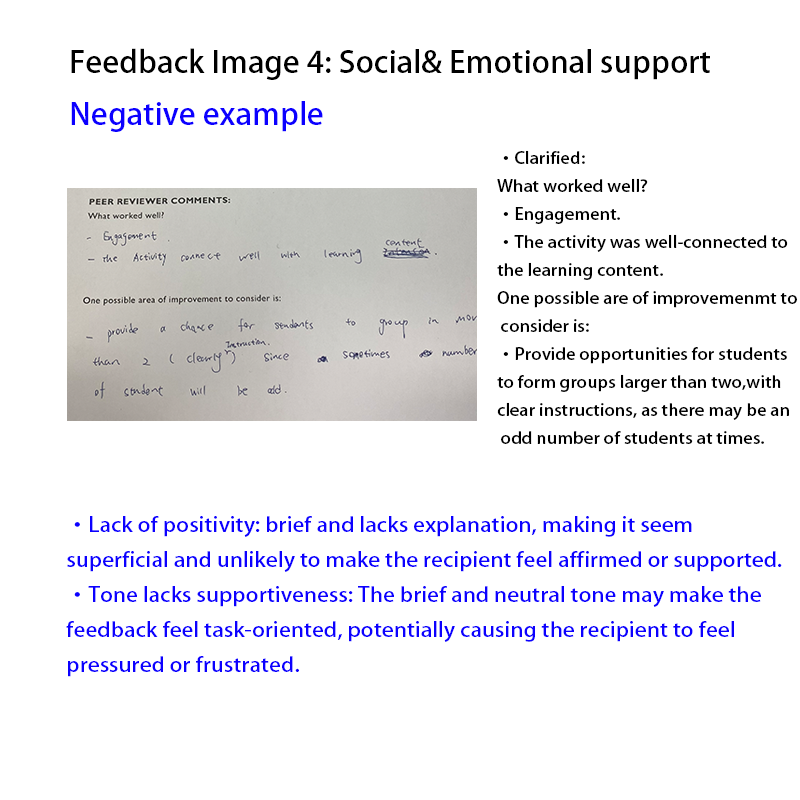 Feedback Image 4: Social& Emotional support
Negative example
PEER REVIEWER COMMENTS:
What worked well?
- Engagement.
- the Activity connect well with learning content.
One possible area of improvement to consider is:
- provide a chance for students to group in mor
than 2 (clearly Instruction.) since sometimes number
of student will be odd.
・Clarified:
What worked well?
・Engagement.
・The activity was well-connected to
the learning content.
One possible are of improvemenmt to
consider is:
・Provide opportunities for students
to form groups larger than two,with
clear instructions, as there may be an
odd number of students at times.
・Lack of positivity: brief and lacks explanation, making it seem
superficial and unlikely to make the recipient feel affirmed or supported.
・Tone lacks supportiveness: The brief and neutral tone may make the
feedback feel task-oriented, potentially causing the recipient to feel
pressured or frustrated.